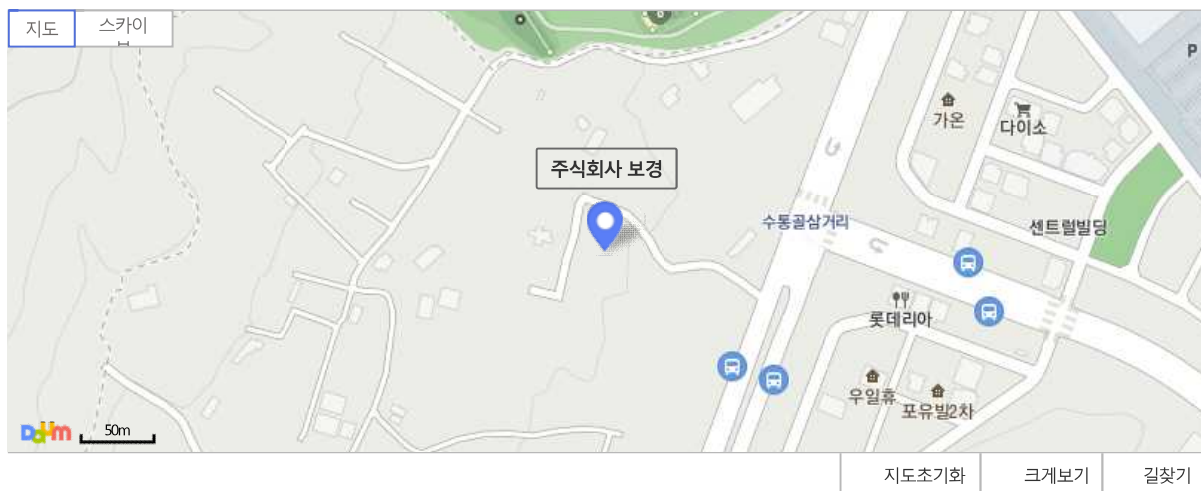 지도
스카이
P
가온
다이소
주식회사 보경
수통골삼거리
센트럴빌딩
롯데리아
우일휴
포유빌2차
Daum
50m
지도초기화
크게보기
길찾기